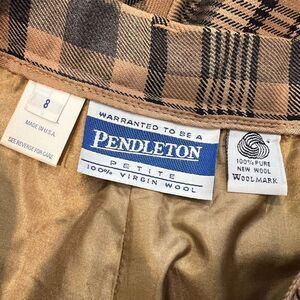 8
MADE IN U.S.A.
SEE REVERSE FOR CARE
WARRANTED TO BE A
PENDLETON
PETITE
100% VIRGIN WOOL
100% PURE
NEW WOOL
WOOLMARK